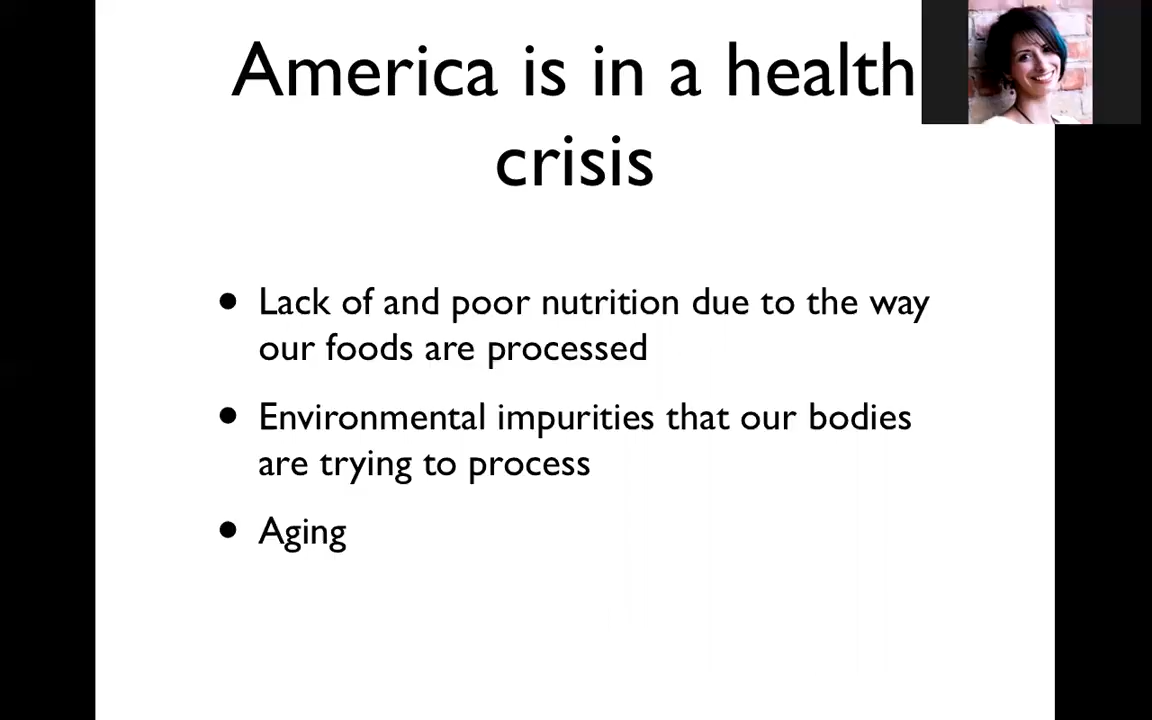 America is in a health
crisis
• Lack of and poor nutrition due to the way
our foods are processed
• Environmental impurities that our bodies
are trying to process
• Aging